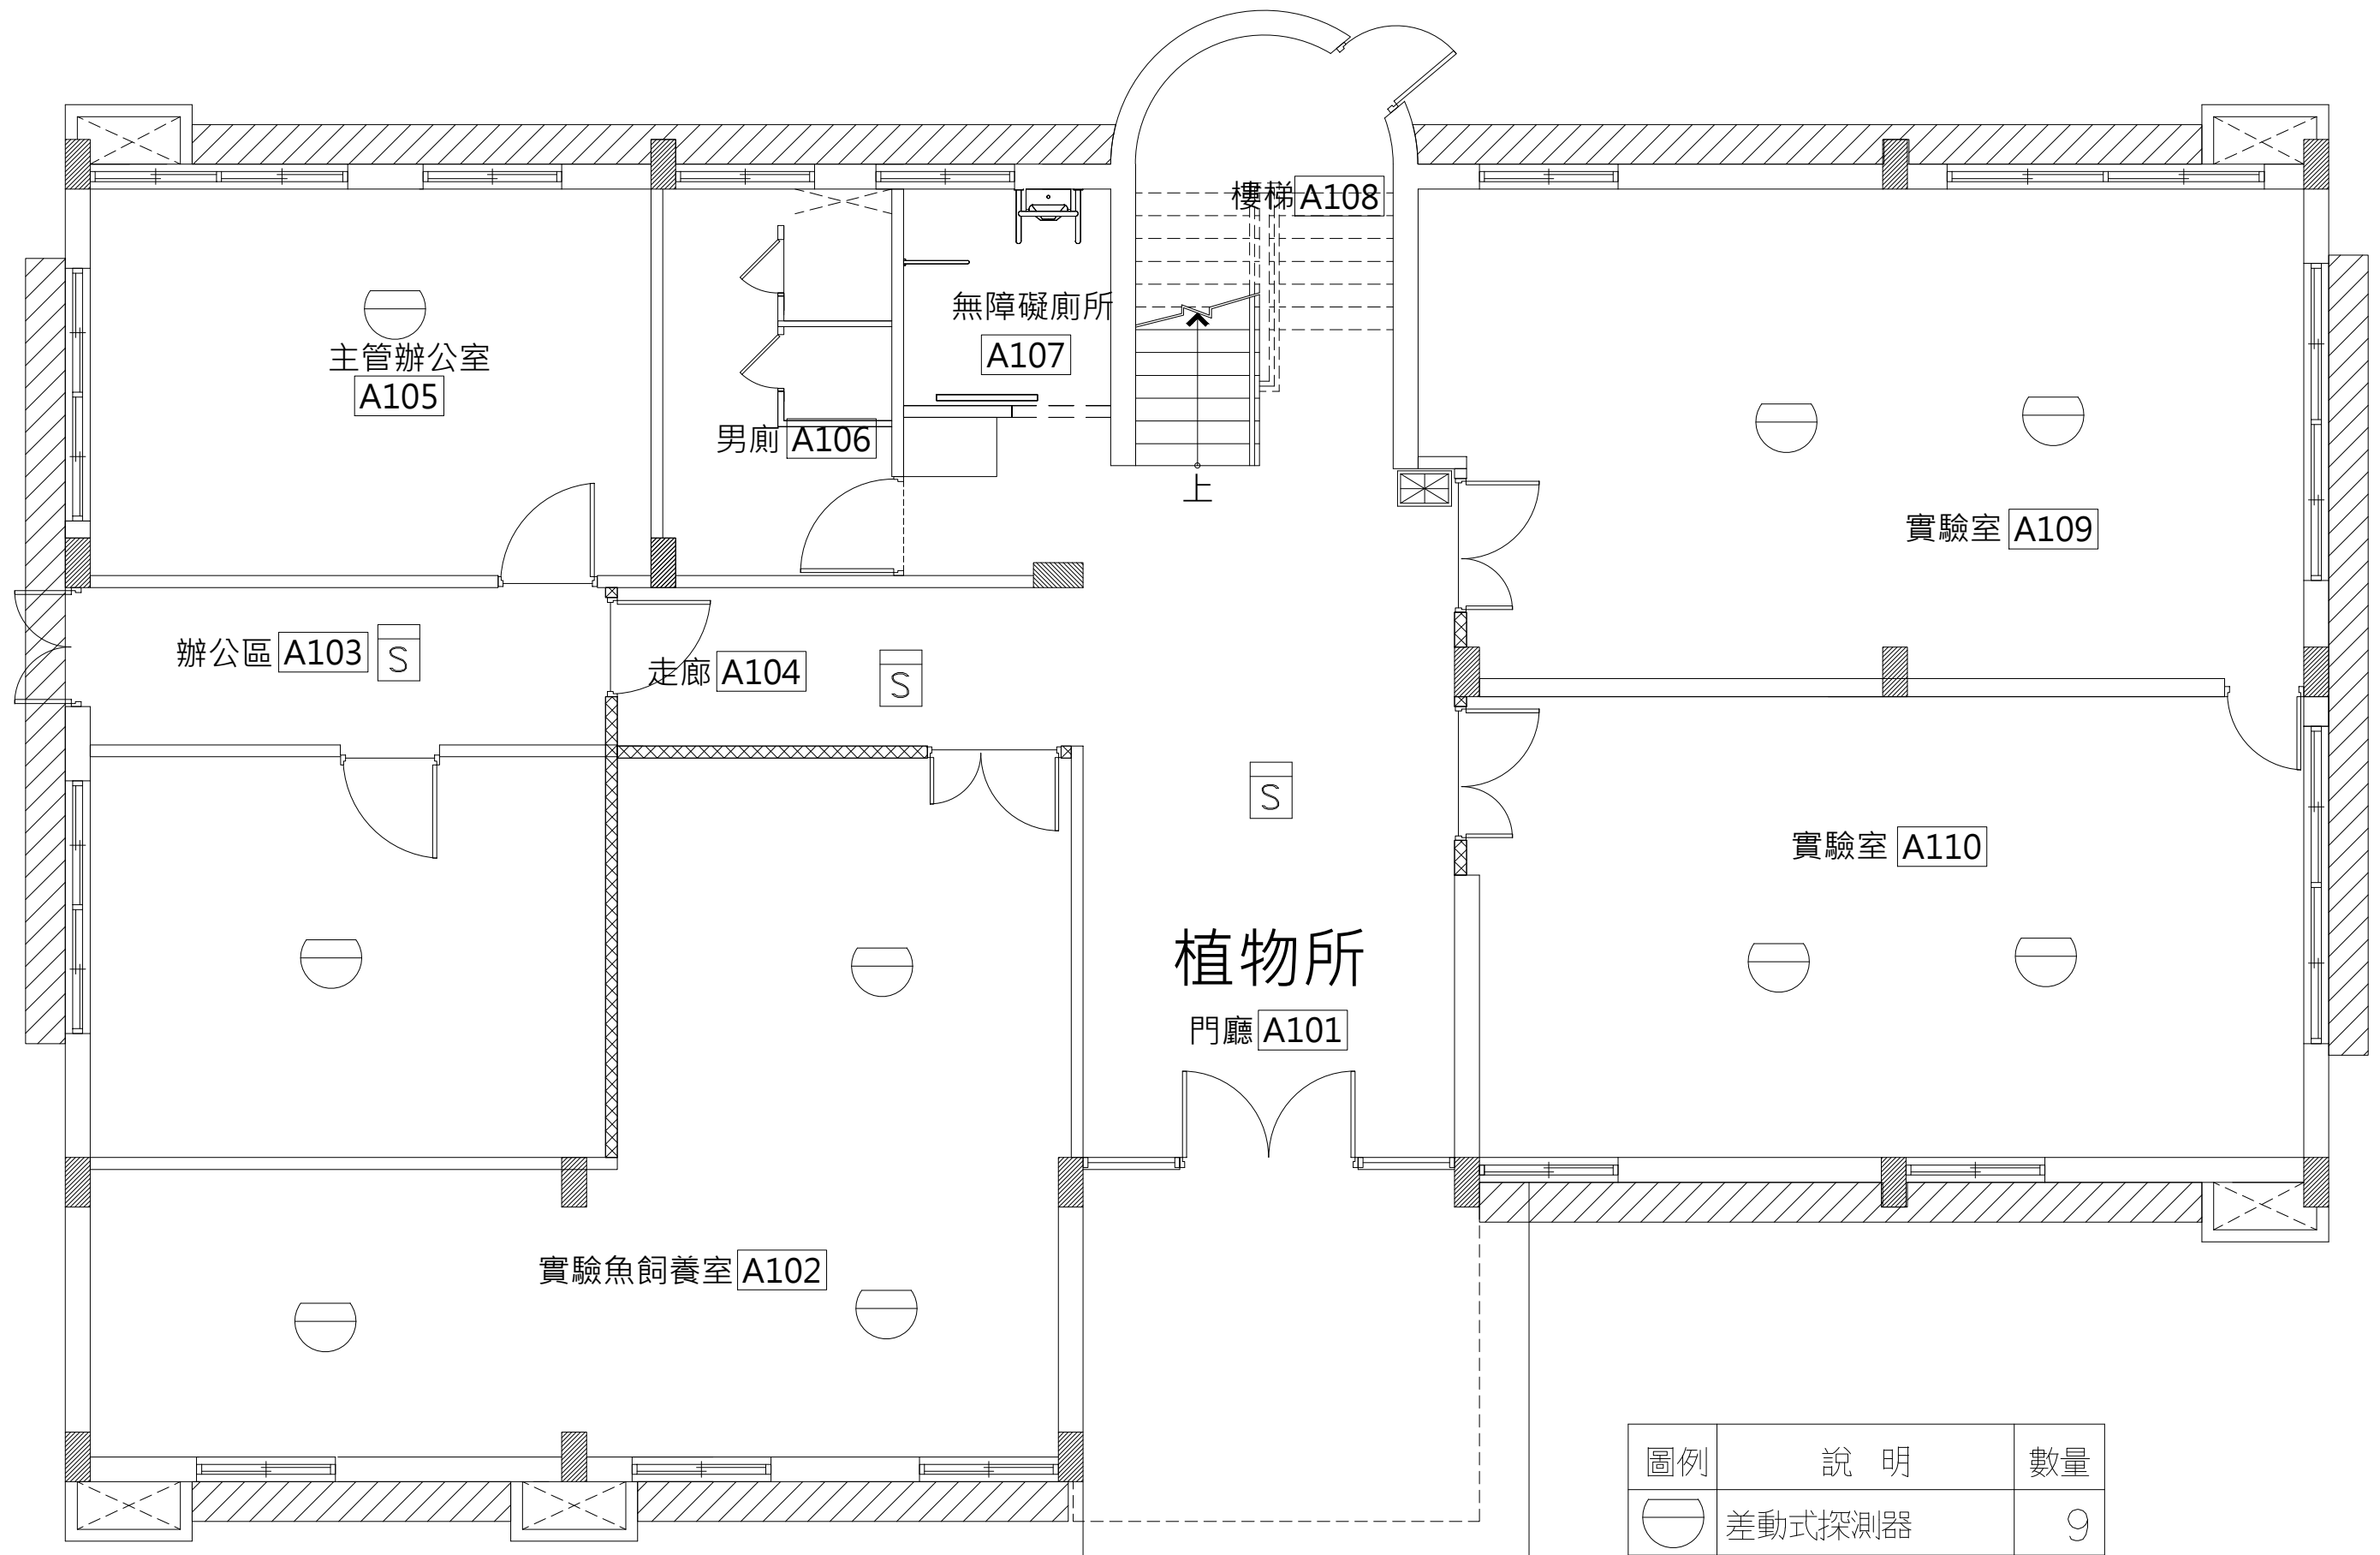 樓梯 A108
無障礙廁所
A107
主管辦公室
A105
男廁 A106
上
實驗室 A109
辦公區 A103
S
走廊 A104
S
S
實驗室 A110
植物所
門廳 A101
實驗魚飼養室 A102
圖例 說 明 數量
差動式探測器 9